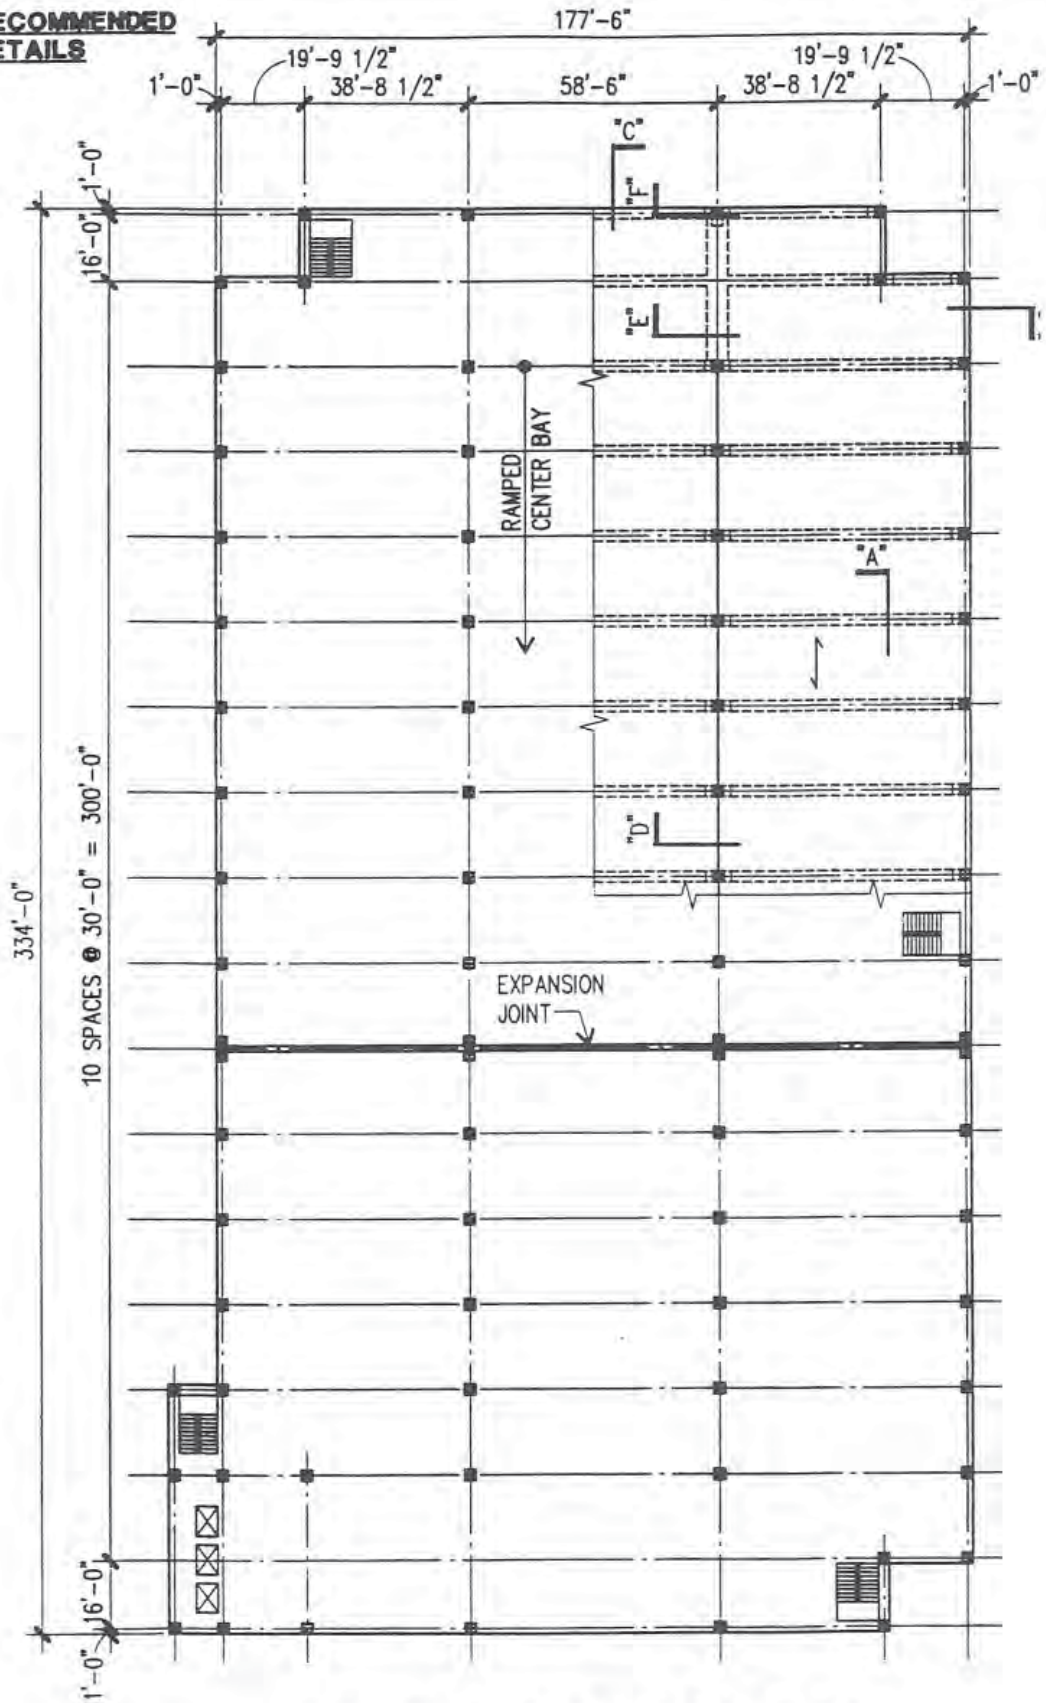 ECOMMENDED
ETAILS
177'-6"
19'-9 1/2"
19'-9 1/2"
1'-0"
38'-8 1/2"
58'-6"
38'-8 1/2"
1'-0"
"C"
"F"
1'-0"
16'-0"
"E"
RAMPED
CENTER BAY
"A"
"D"
10 SPACES @ 30'-0" = 300'-0"
334'-0"
EXPANSION
JOINT
16'-0"
1'-0"